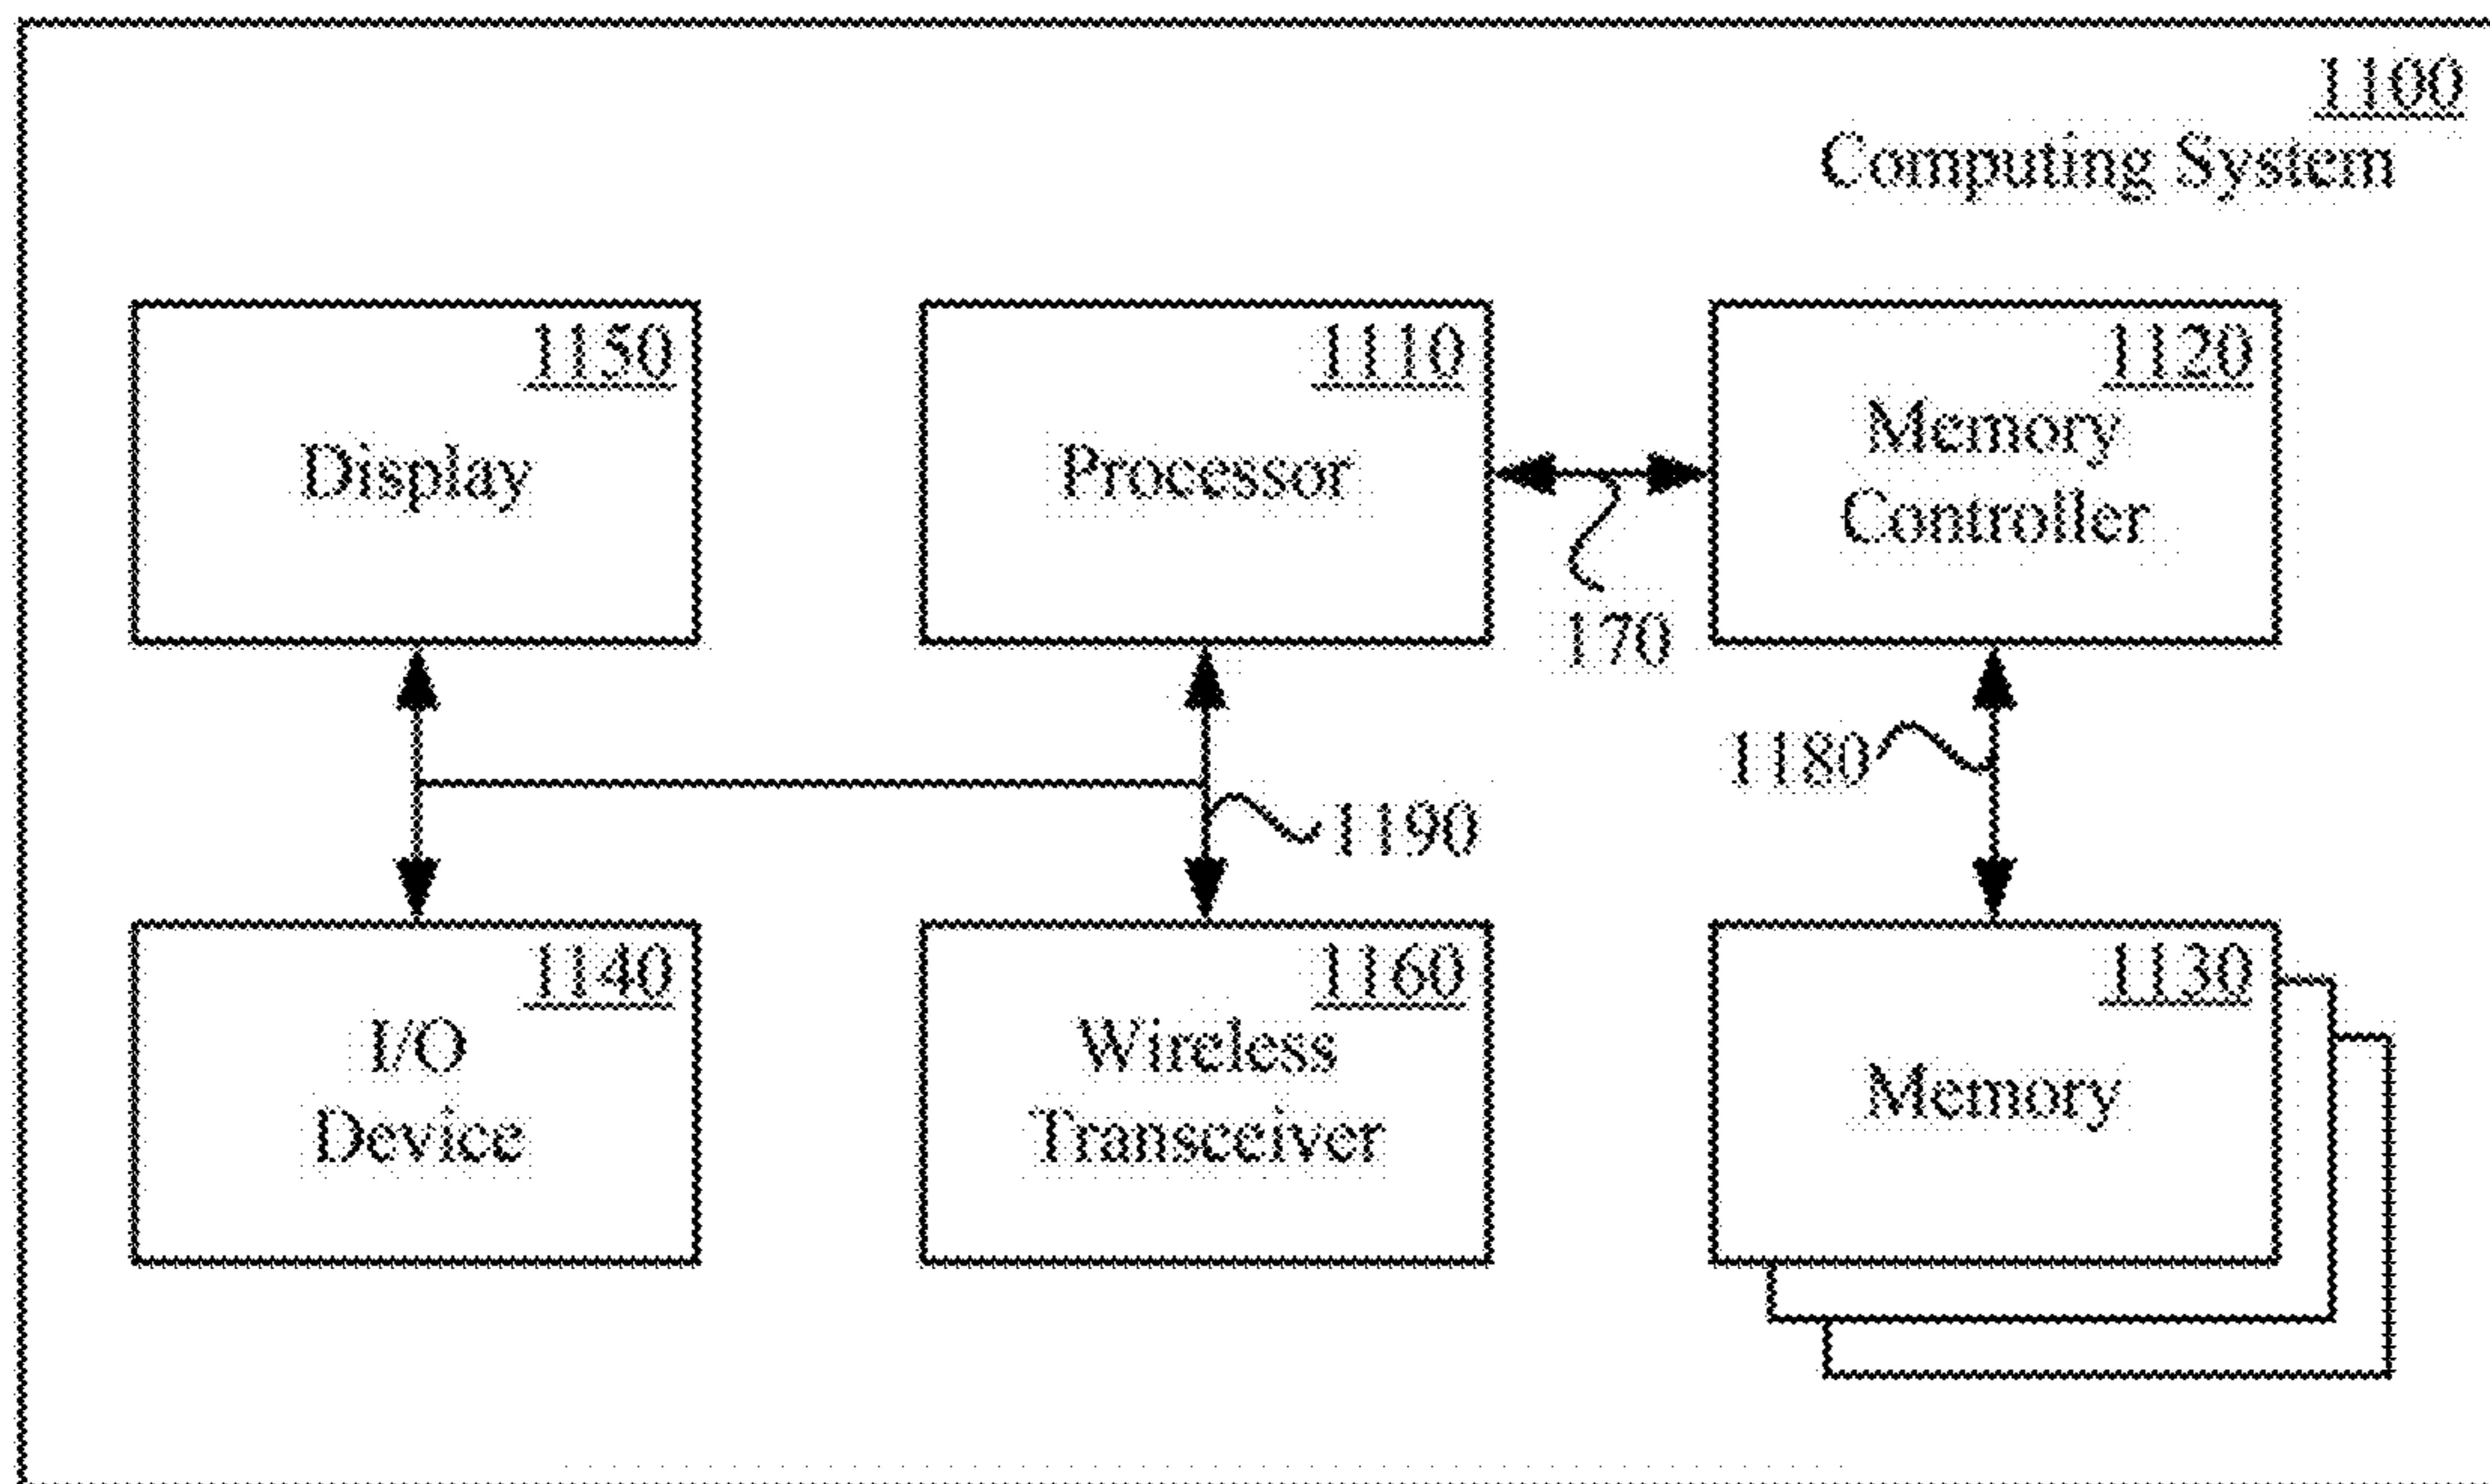 1100
Computing System
1150
Display
1110
Processor
1120
Memory
Controller
170
1180
1190
1140
I/O
Device
1160
Wireless
Transceiver
1130
Memory